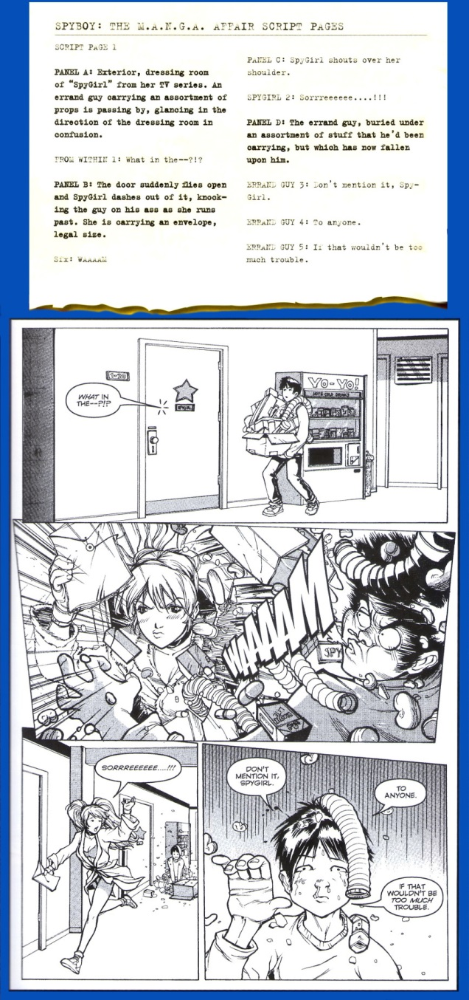 SPYBOY: THE M.A.N.G.A. AFFAIR SCRIPT PAGES
SCRIPT PAGE 1
PANEL A: Exterior, dressing room
of "SpyGirl" from her TV series. An
errand guy carrying an assortment of
props is passing by, glancing in the
direction of the dressing room in
confusion.
FROM WITHIN 1: What in the--?!?
PANEL B: The door suddenly flies open
and SpyGirl dashes out of it, knock-
ing the guy on his ass as she runs
past. She is carrying an envelope,
legal size.
Sfx: WAAAAM
PANEL C: SpyGirl shouts over her
shoulder.
SPYGIRL 2: Sorrreeeeee....!!!
PANEL D: The errand guy, buried under
an assortment of stuff that he'd been
carrying, but which has now fallen
upon him.
ERRAND GUY 3: Don't mention it, Spy-
Girl.
ERRAND GUY 4: To anyone.
ERRAND GUY 5: If that wouldn't be too
much trouble.
WHAT IN
THE--?!?
1-20
YO-YO!
HOT & COLD DRINKS
WAAAAM
SPY
SORRREEEEEE....!!!
DON'T
MENTION IT,
SPYGIRL.
TO
ANYONE.
IF THAT
WOULDN'T BE
TOO MUCH
TROUBLE.